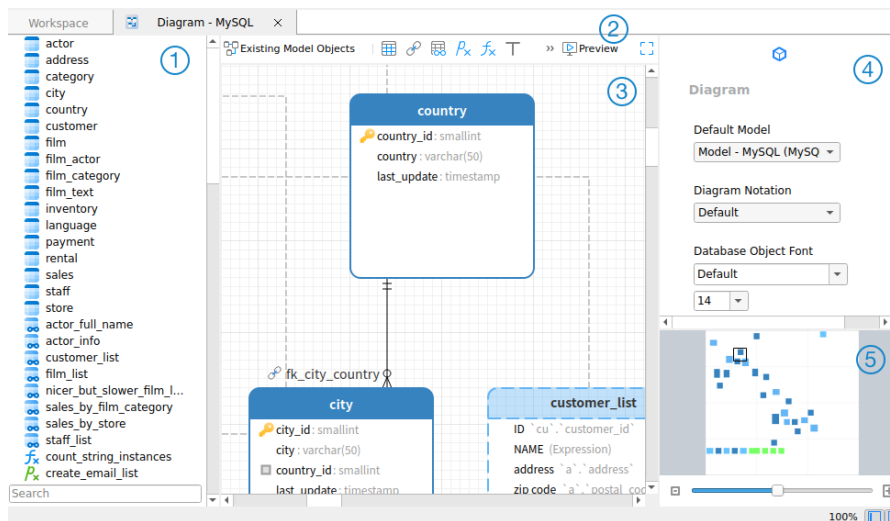 Workspace
Diagram - MySQL
actor
address
category
city
country
customer
film
film_actor
film_category
film_text
inventory
language
payment
rental
sales
staff
store
actor_full_name
actor_info
customer_list
film_list
nicer_but_slower_film_l...
sales_by_film_category
sales_by_store
staff_list
count_string_instances
create_email_list
Search
1
Existing Model Objects
Preview
2
3
country
country_id: smallint
country: varchar(50)
last_update: timestamp
fk_city_country
city
city_id: smallint
city: varchar(50)
country_id: smallint
last_update: timestamp
customer_list
ID `cu`.`customer_id`
NAME (Expression)
address `a`.`address`
zip code `a`.`postal_cod
4
Diagram
Default Model
Model - MySQL (MySQ
Diagram Notation
Default
Database Object Font
Default
14
5
100%